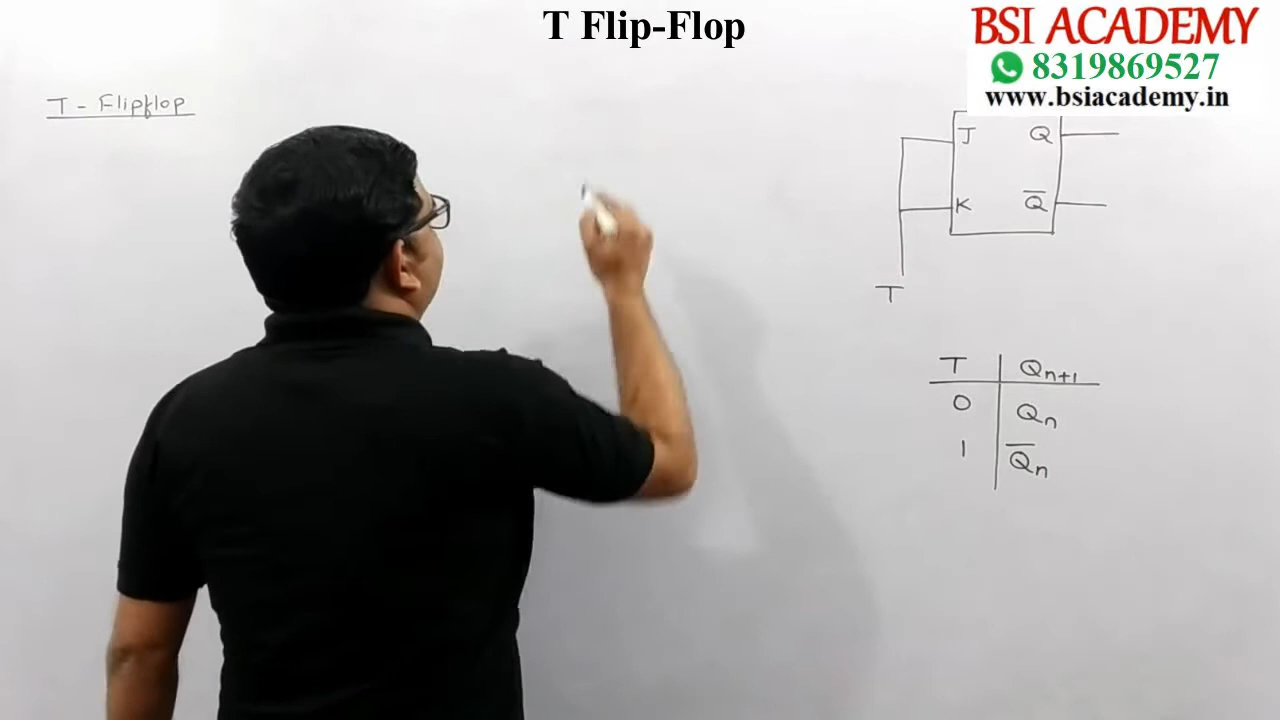 T Flip-Flop
BSI ACADEMY
8319869527
www.bsiacademy.in
T - Flipflop
J Q
K Q̅
T
T Qn+1
0 Qn
1 Q̅n